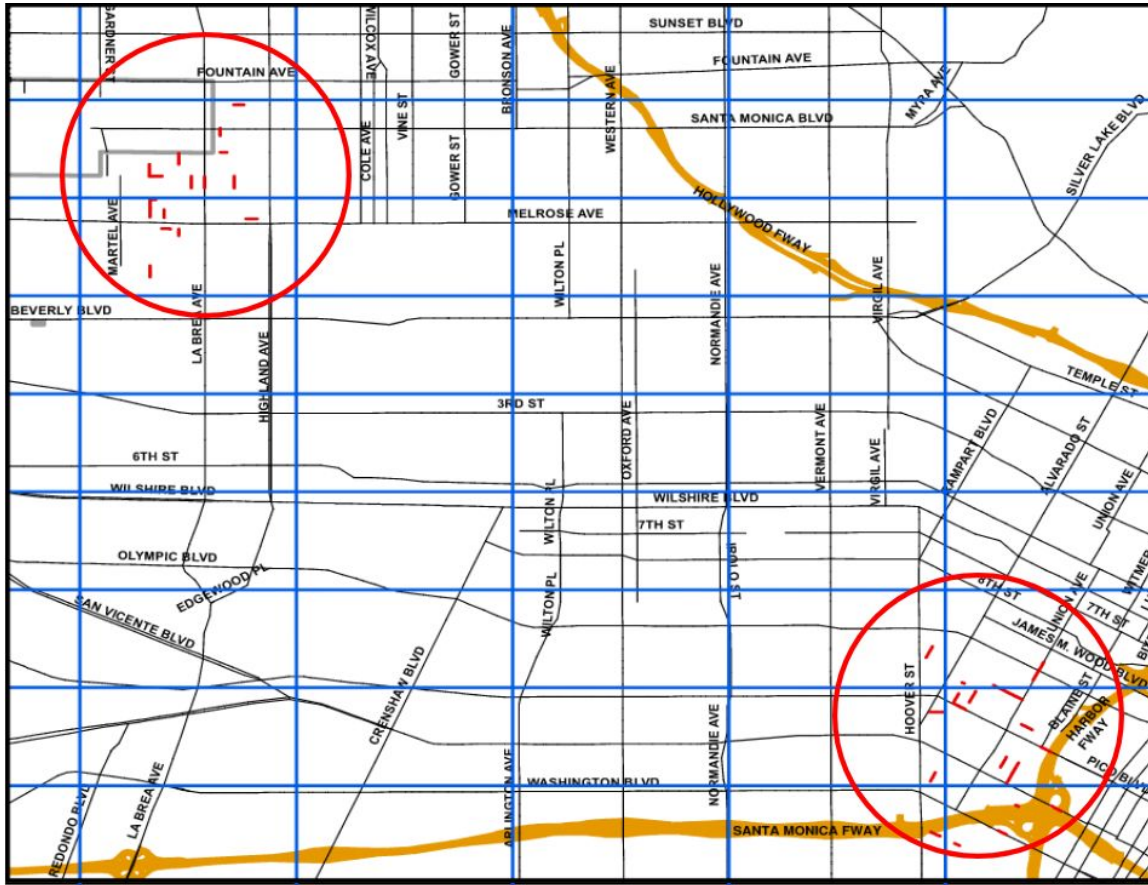 GARDNER ST
WILCOX AVE
GOWER ST
BRONSON AVE
SUNSET BLVD
FOUNTAIN AVE
FOUNTAIN AVE
WESTERN AVE
MYRA AVE
SILVER LAKE BLVD
VINE ST
COLE AVE
GOWER ST
SANTA MONICA BLVD
MARTEL AVE
MELROSE AVE
HOLLYWOOD FWAY
WILTON PL
NORMANDIE AVE
VIRGIL AVE
BEVERLY BLVD
LA BREA AVE
HIGHLAND AVE
TEMPLE ST
3RD ST
OXFORD AVE
VERMONT AVE
VIRGIL AVE
RAMPART BLVD
ALVARADO ST
UNION AVE
6TH ST
WILSHIRE BLVD
WILSHIRE BLVD
WILTON PL
7TH ST
OLYMPIC BLVD
EDGEWOOD PL
SAN VICENTE BLVD
WILTON PL
8TH ST
UNION AVE
7TH ST
JAMES M. WOOD BLVD
CRENSHAW BLVD
HOOVER ST
BLAINE ST
HARBOR
FWAY
NORMANDIE AVE
PICO BLVD
ARLINGTON AVE
WASHINGTON BLVD
REDONDO BLVD
LA BREA AVE
SANTA MONICA FWAY